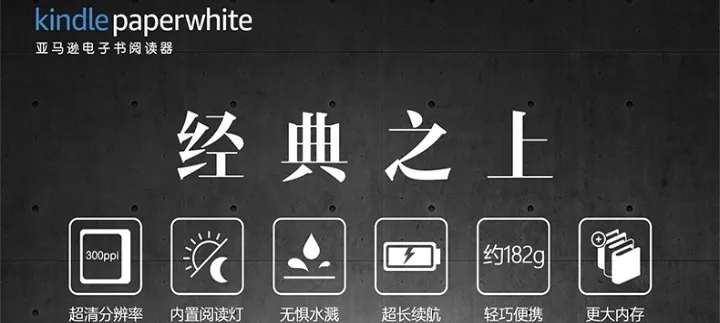 kindle paperwhite
亚马逊电子书阅读器
经典之上
300ppi
约182g
超清分辨率 内置阅读灯 无惧水溅 超长续航 轻巧便携 更大内存